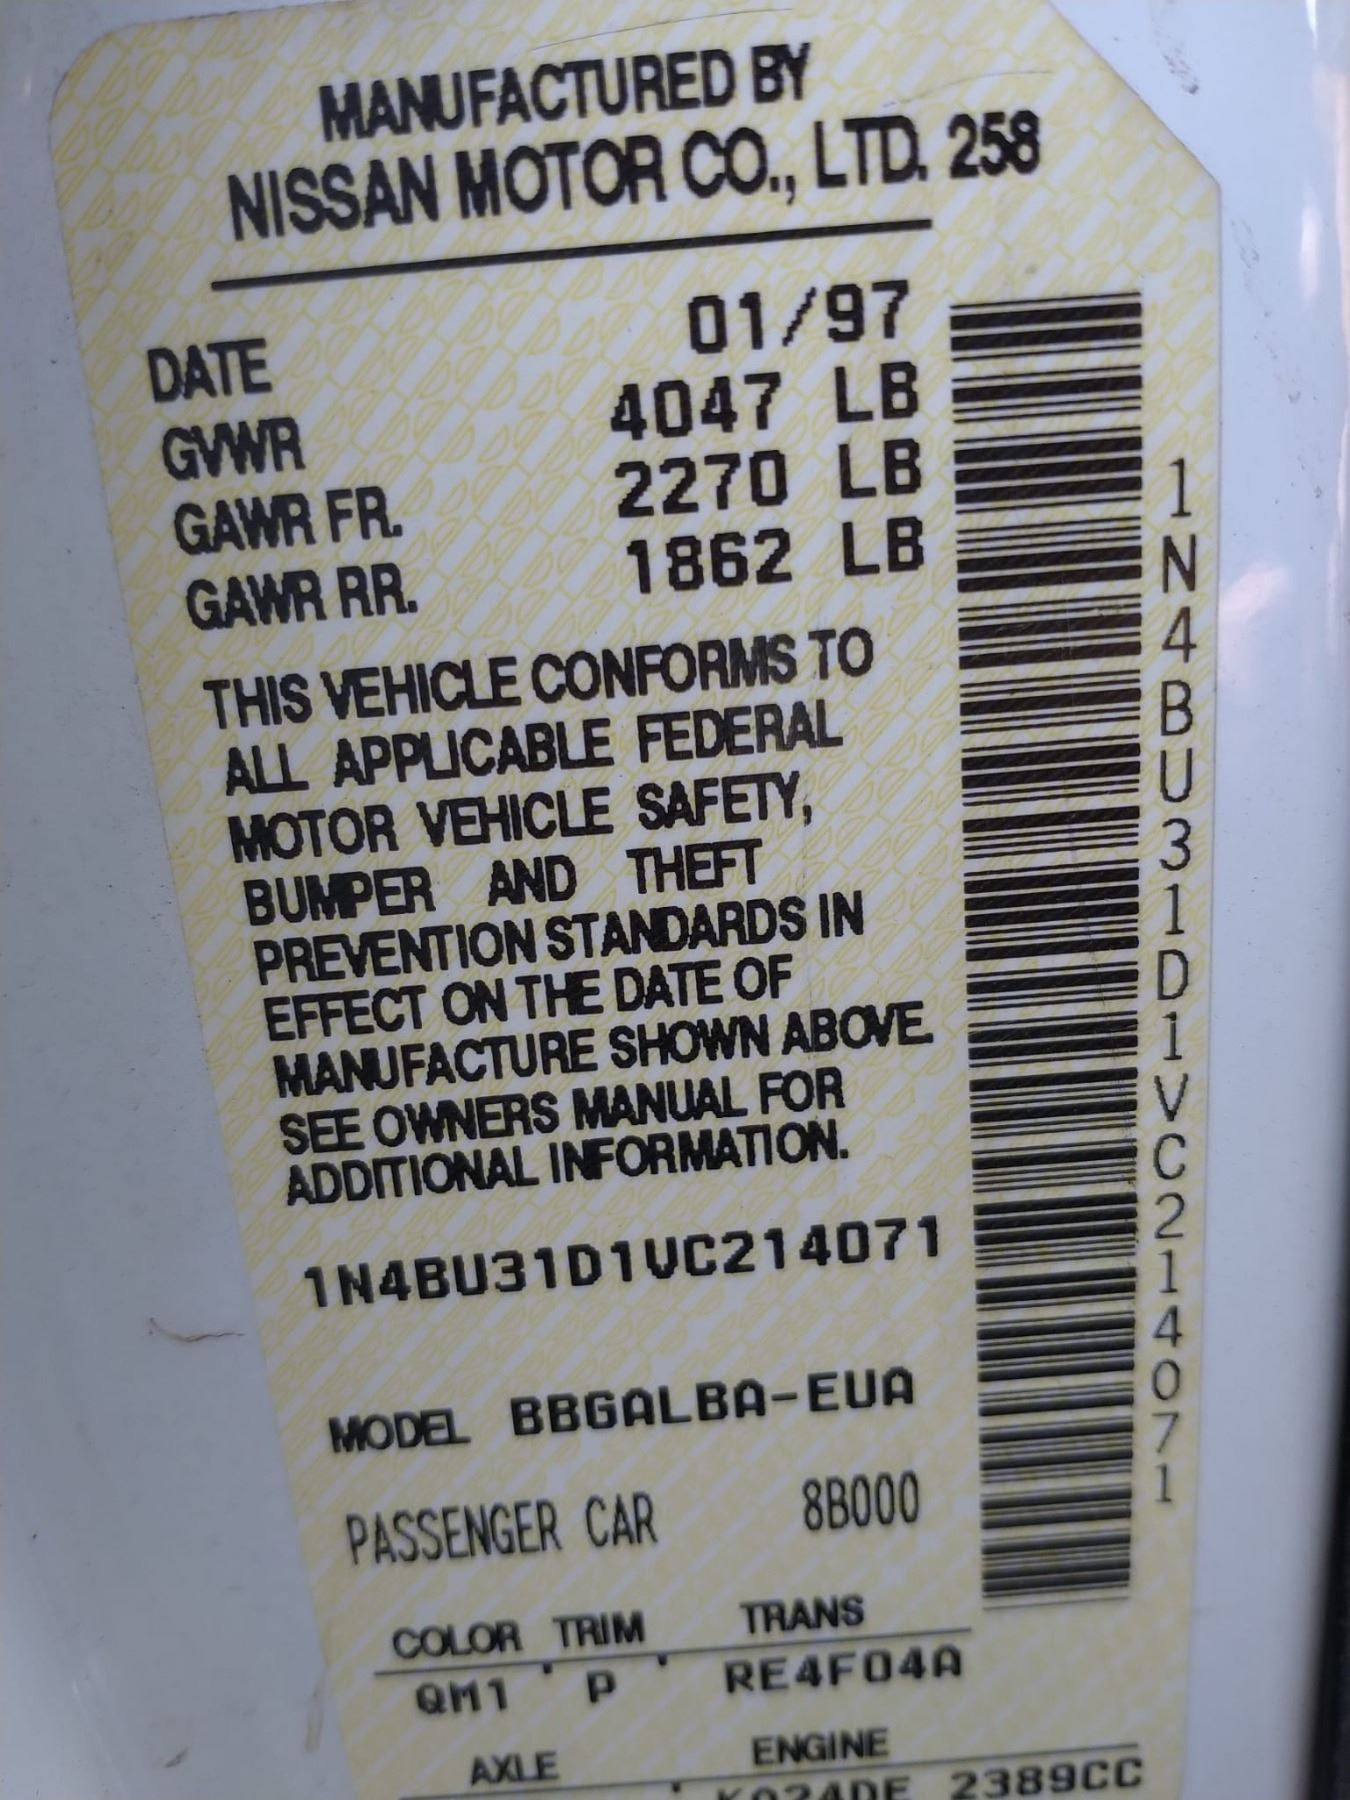 MANUFACTURED BY
NISSAN MOTOR CO., LTD. 258
DATE 01/97
GVWR 4047 LB
GAWR FR. 2270 LB
GAWR RR. 1862 LB
THIS VEHICLE CONFORMS TO
ALL APPLICABLE FEDERAL
MOTOR VEHICLE SAFETY,
BUMPER AND THEFT
PREVENTION STANDARDS IN
EFFECT ON THE DATE OF
MANUFACTURE SHOWN ABOVE.
SEE OWNERS MANUAL FOR
ADDITIONAL INFORMATION.
1N4BU31D1VC214071
MODEL BBGALBA-EUA
PASSENGER CAR 8B000
COLOR TRIM TRANS
QM1 P RE4F04A
AXLE ENGINE
2389CC
1N4BU31D1VC214071